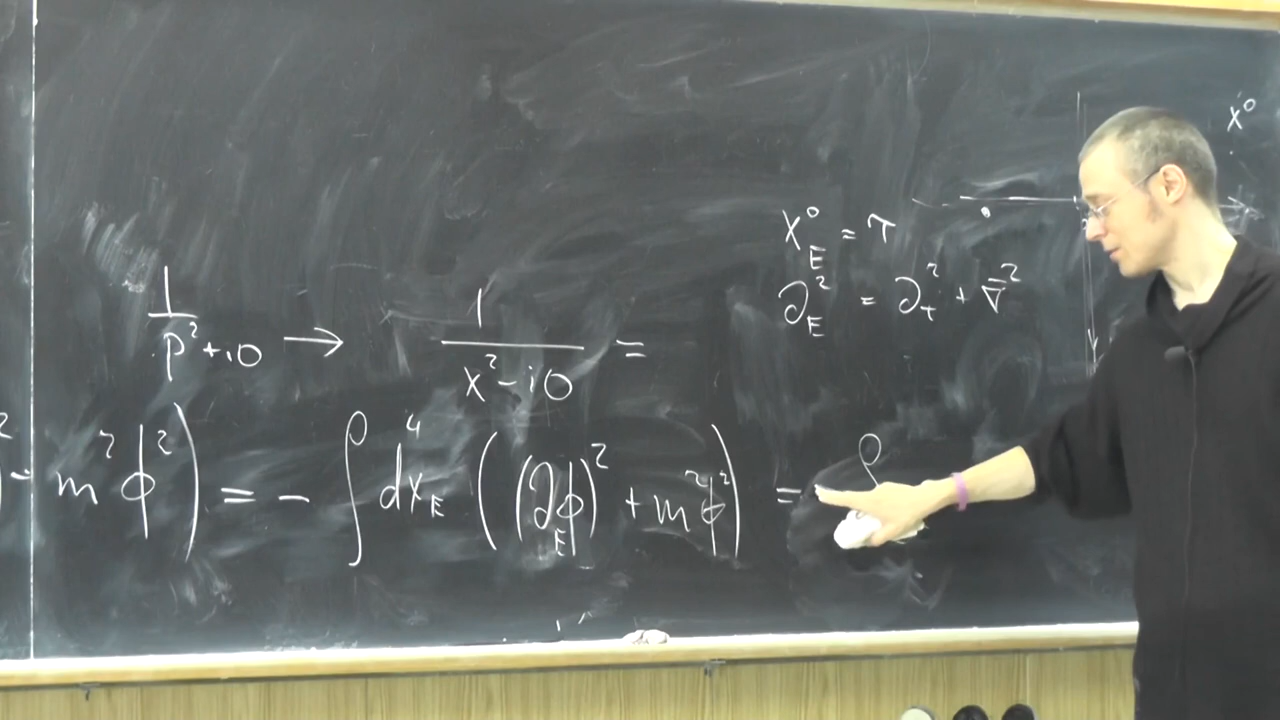 x⁰
x⁰_E = τ
∂²_E = ∂²_τ + ∇̄²
1/(p² + i0) → 1/(x² - i0) =
- m²ϕ²) = - ∫ d⁴x_E ((∂_E ϕ)² + m²ϕ²) =